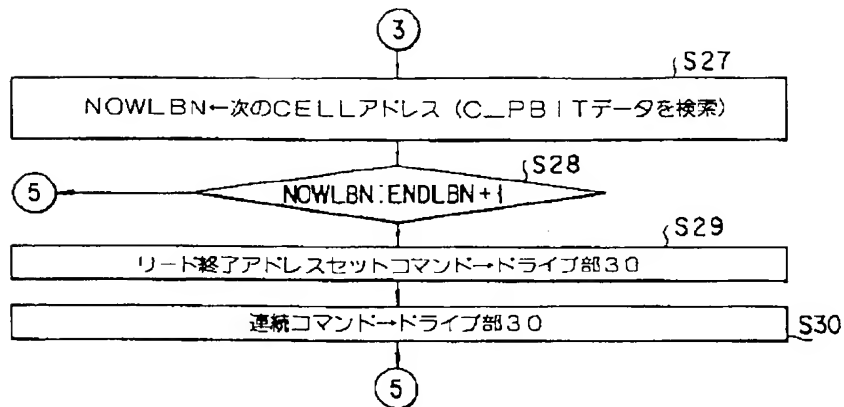 3
S27
NOWLBN←次のCELLアドレス（C_PBITデータを検索）
S28
5
NOWLBN:ENDLBN+1
S29
リード終了アドレスセットコマンド→ドライブ部30
連続コマンド→ドライブ部30
S30
5